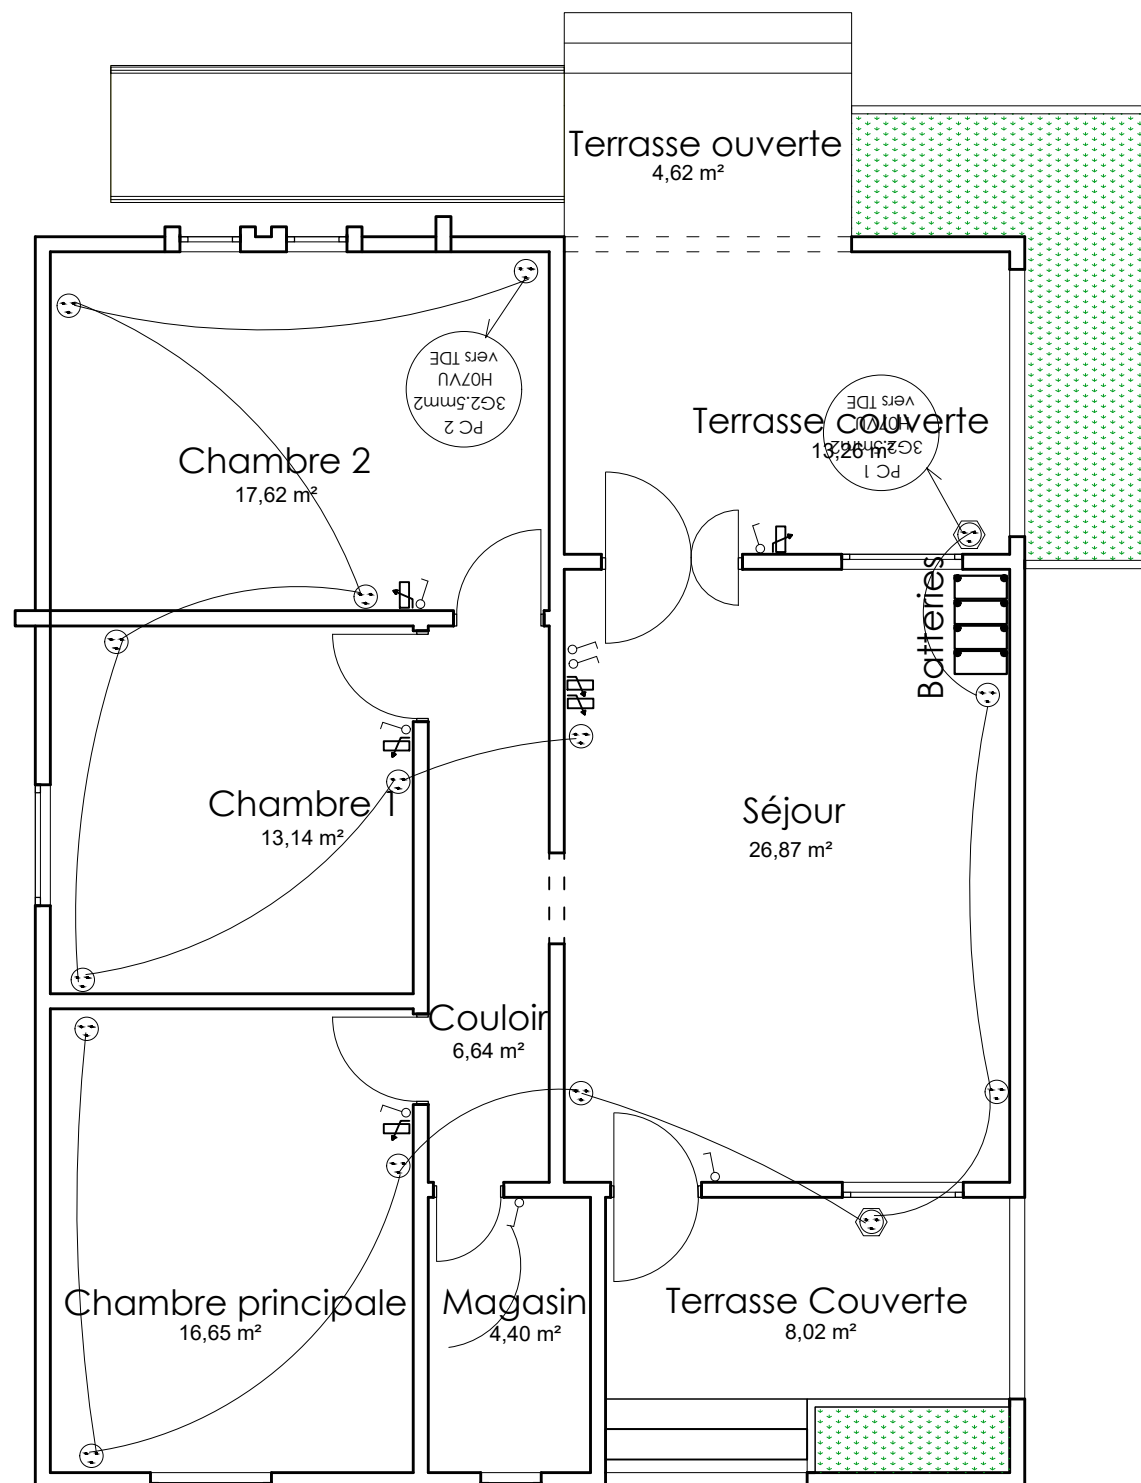 Terrasse ouverte
4,62 m²
PC 2
3G2.5mm2
H07VU
vers TDE
Terrasse couverte
13,26 m²
PC 1
3G2.5mm2
H07VU
vers TDE
Chambre 2
17,62 m²
Batteries
Chambre 1
13,14 m²
Séjour
26,87 m²
Couloir
6,64 m²
Chambre principale
16,65 m²
Magasin
4,40 m²
Terrasse Couverte
8,02 m²